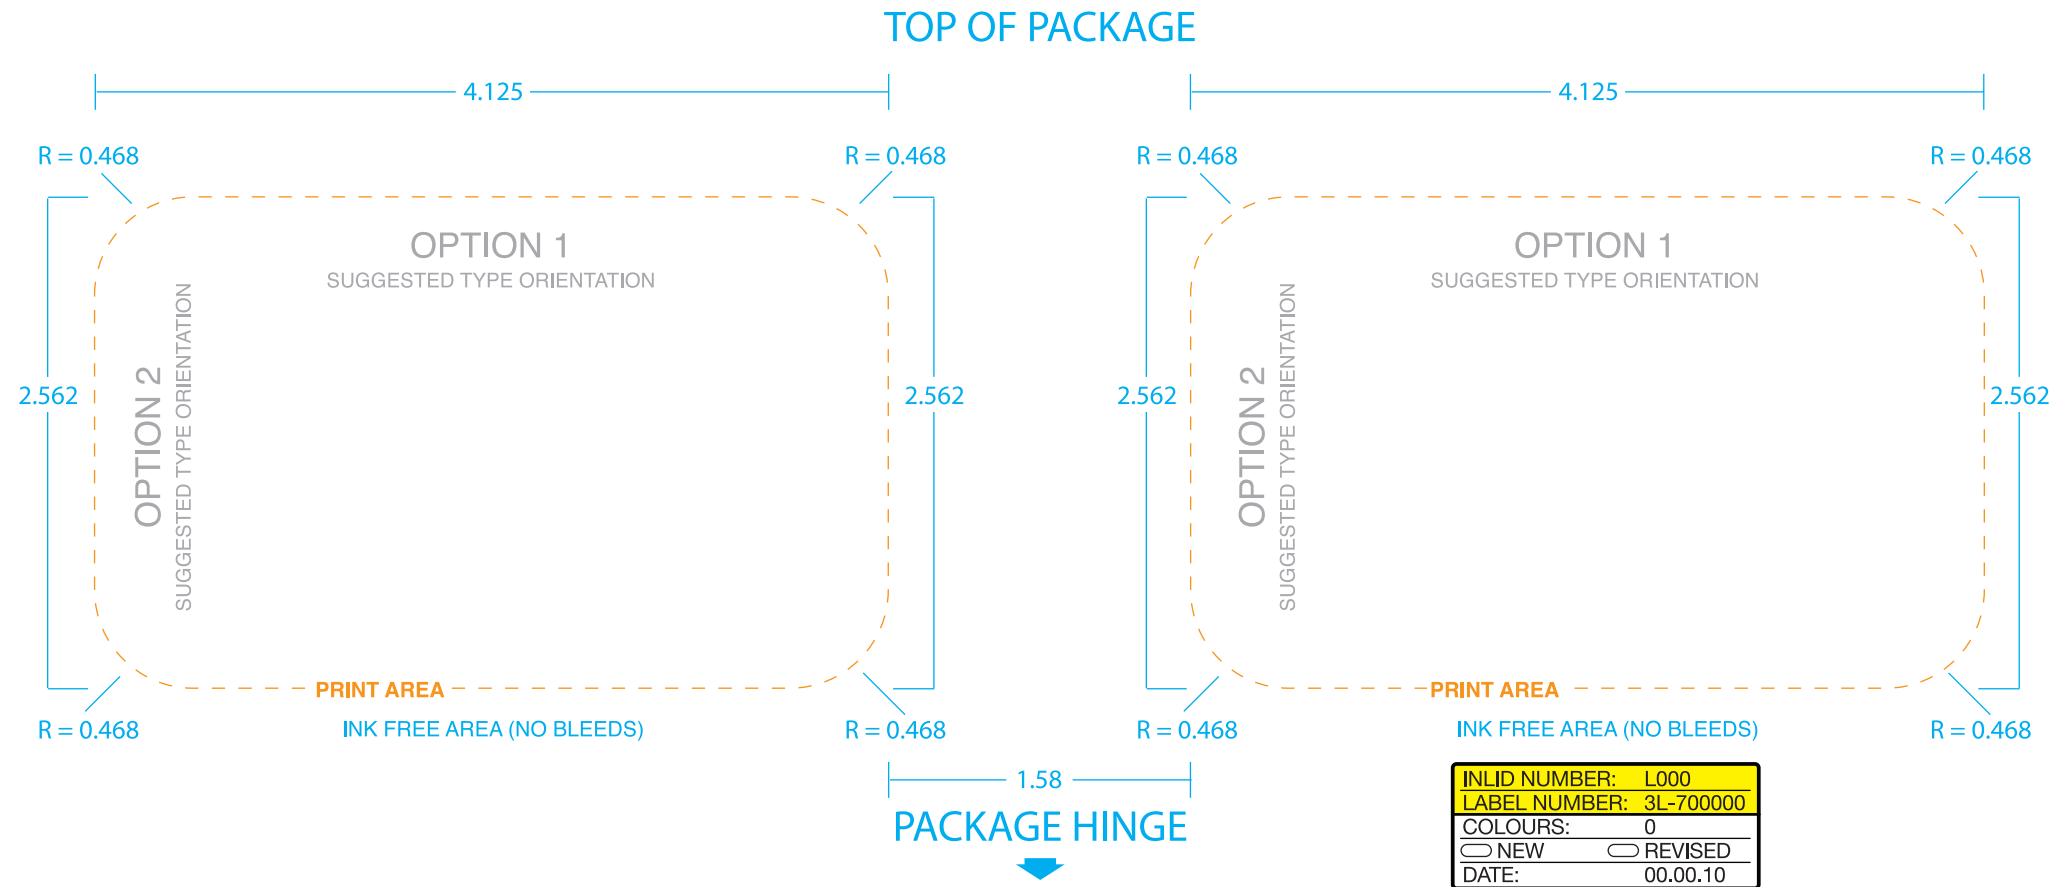 TOP OF PACKAGE
4.125
4.125
R = 0.468
R = 0.468
R = 0.468
R = 0.468
OPTION 1
SUGGESTED TYPE ORIENTATION
OPTION 2
SUGGESTED TYPE ORIENTATION
OPTION 1
SUGGESTED TYPE ORIENTATION
OPTION 2
SUGGESTED TYPE ORIENTATION
2.562
2.562
2.562
2.562
PRINT AREA
PRINT AREA
R = 0.468
INK FREE AREA (NO BLEEDS)
R = 0.468
R = 0.468
INK FREE AREA (NO BLEEDS)
R = 0.468
1.58
PACKAGE HINGE
INLID NUMBER: L000
LABEL NUMBER: 3L-700000
COLOURS: 0
NEW REVISED
DATE: 00.00.10